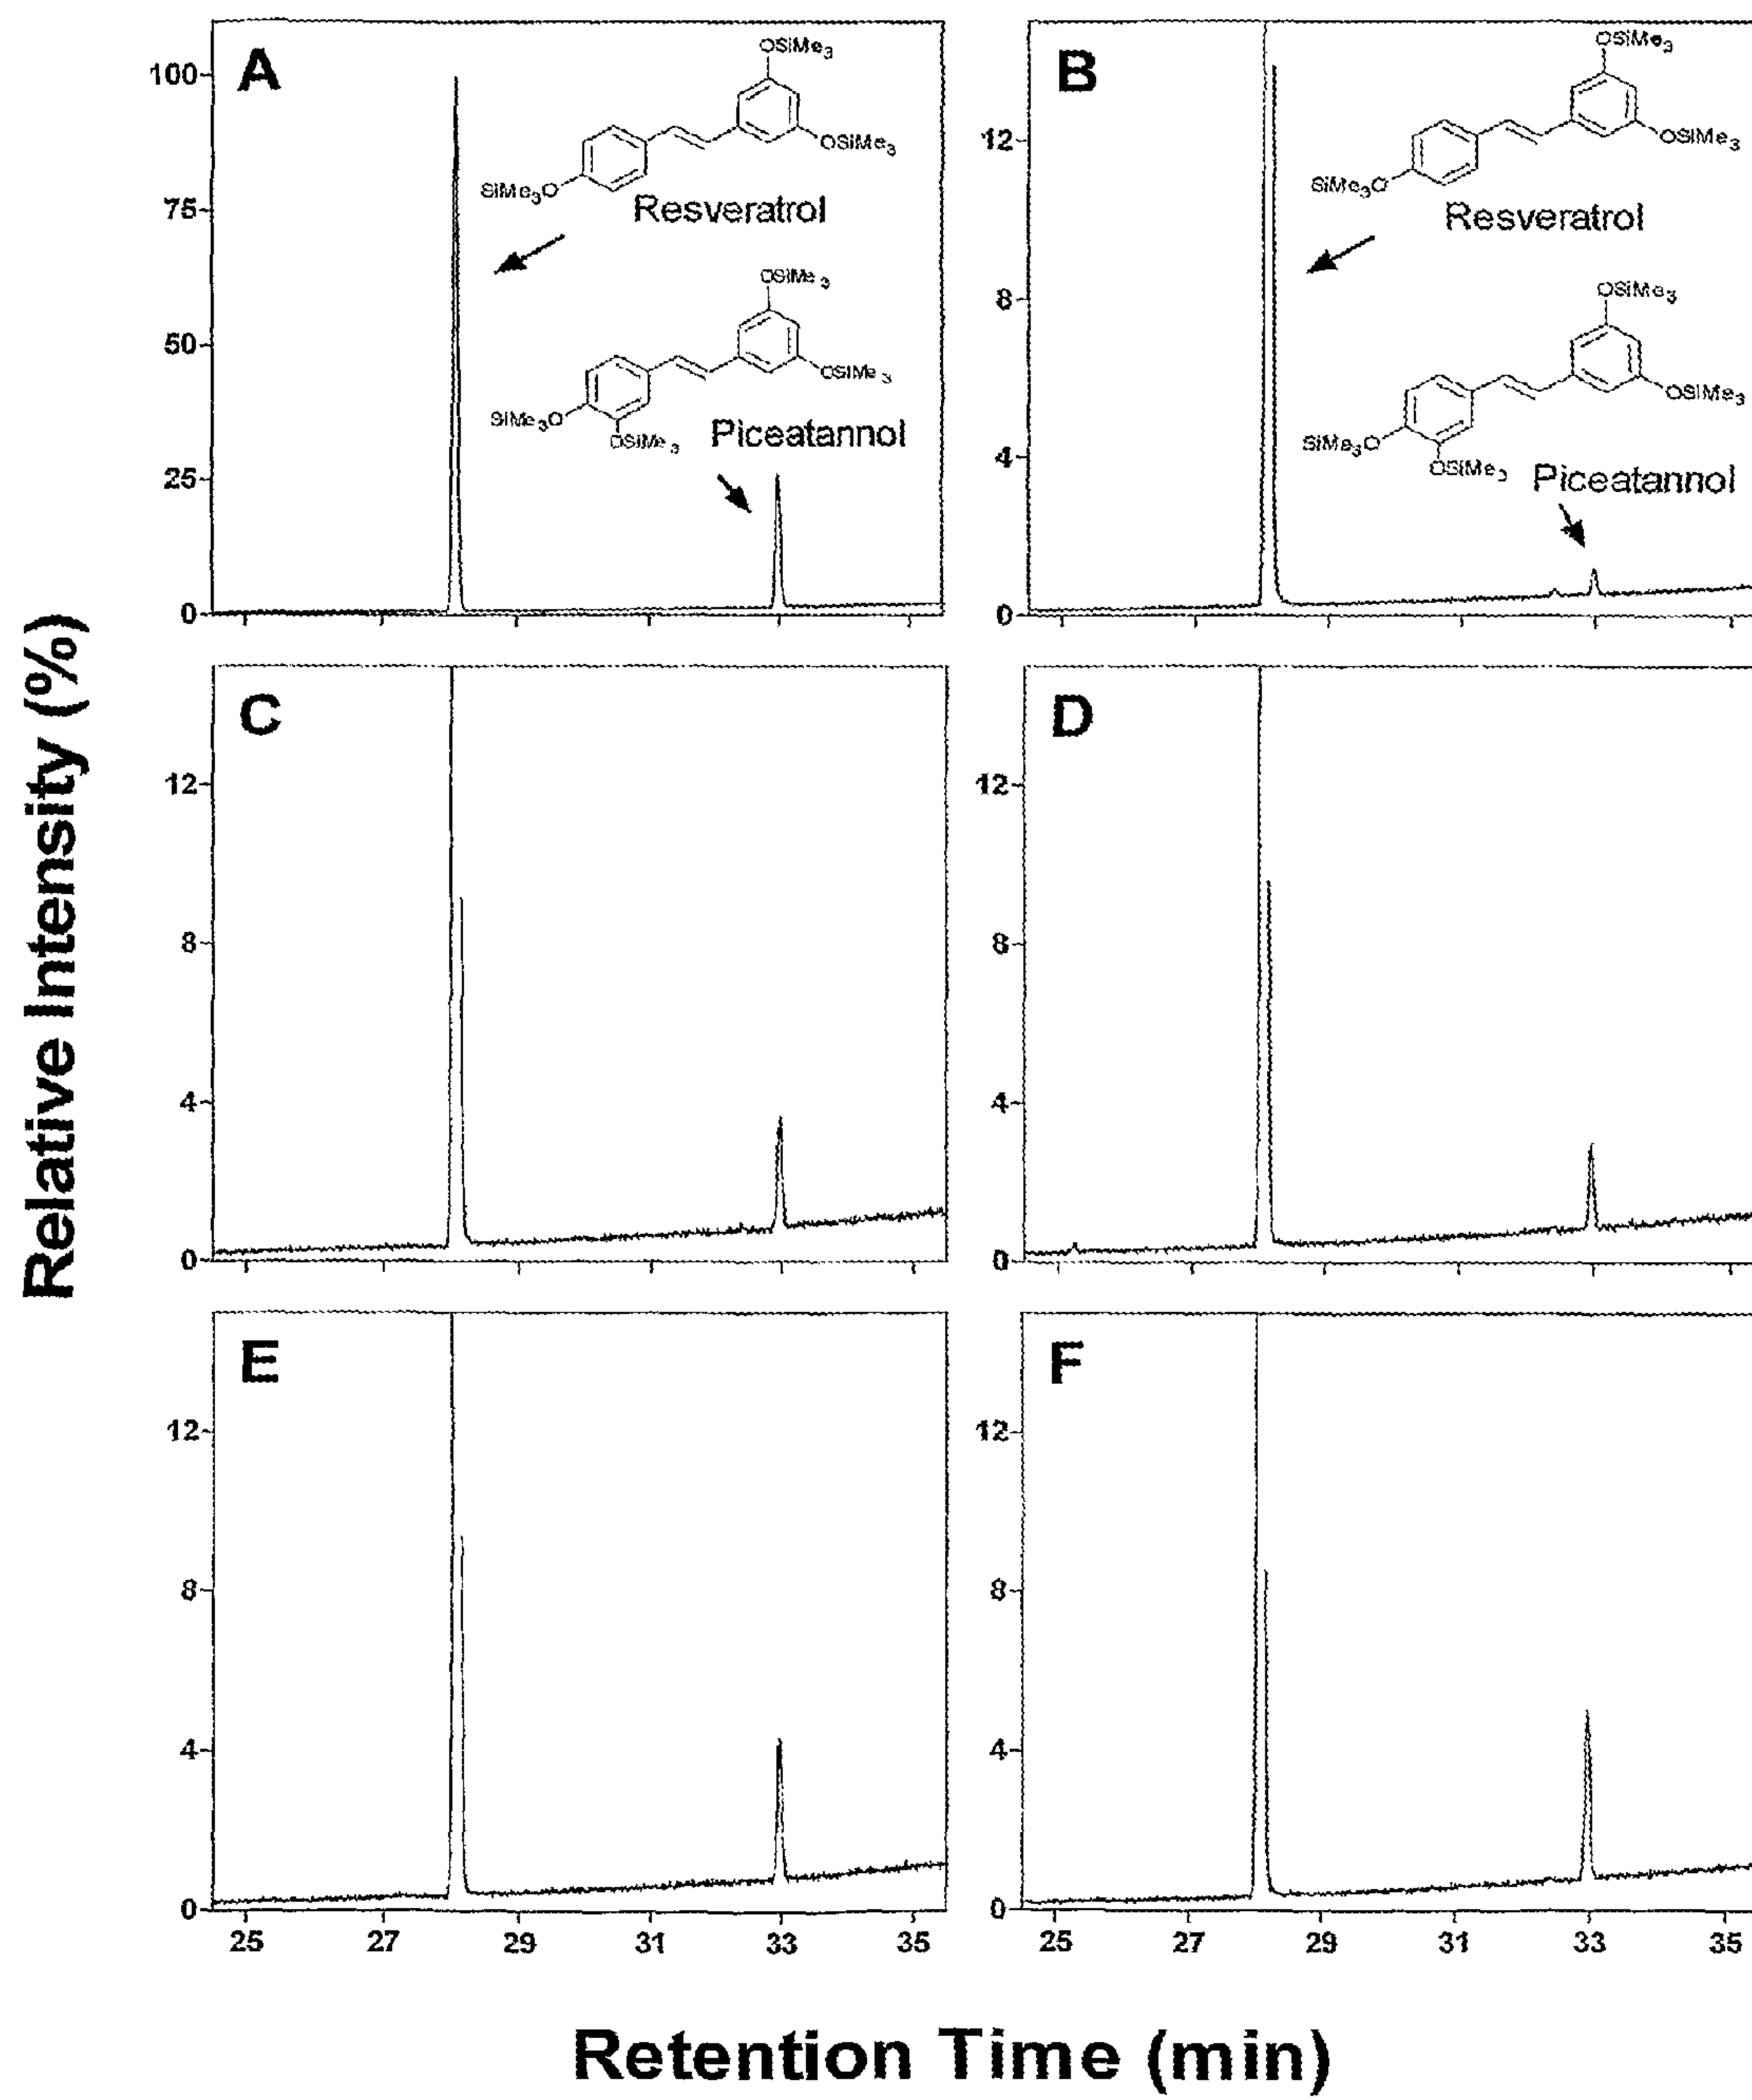 Relative Intensity (%)
A
100
75
50
25
0
OSiMe3
OSiMe3
SiMe3O
Resveratrol
OSiMe3
OSiMe3
SiMe3O
OSiMe3
Piceatannol
B
12
8
4
0
OSiMe3
OSiMe3
SiMe3O
Resveratrol
OSiMe3
OSiMe3
SiMe3O
OSiMe3
Piceatannol
C
12
8
4
0
D
12
8
4
0
E
12
8
4
0
25 27 29 31 33 35
F
12
8
4
0
25 27 29 31 33 35
Retention Time (min)